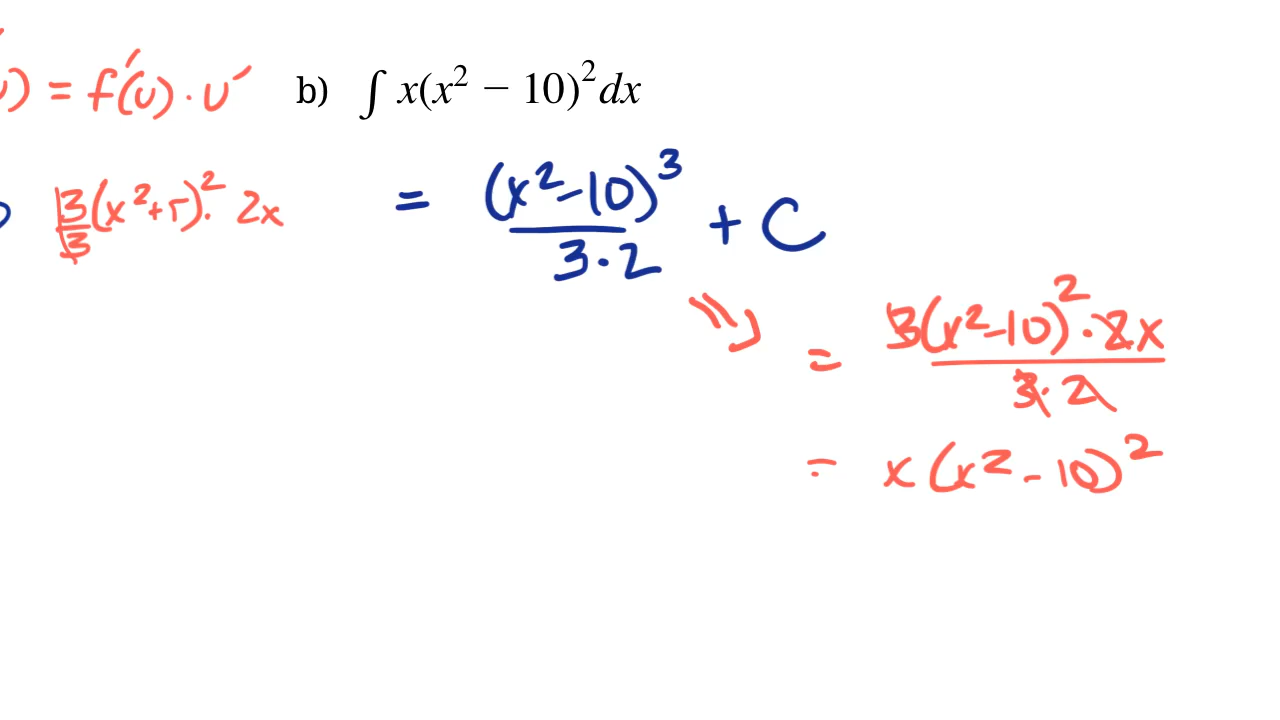 ) = f'(u) · u'
b) ∫ x(x² − 10)² dx
3/3 (x²+5)² · 2x
= (x²-10)³ / 3·2 + C
= 3(x²-10)² · 2x / 3·2
= x(x²-10)²